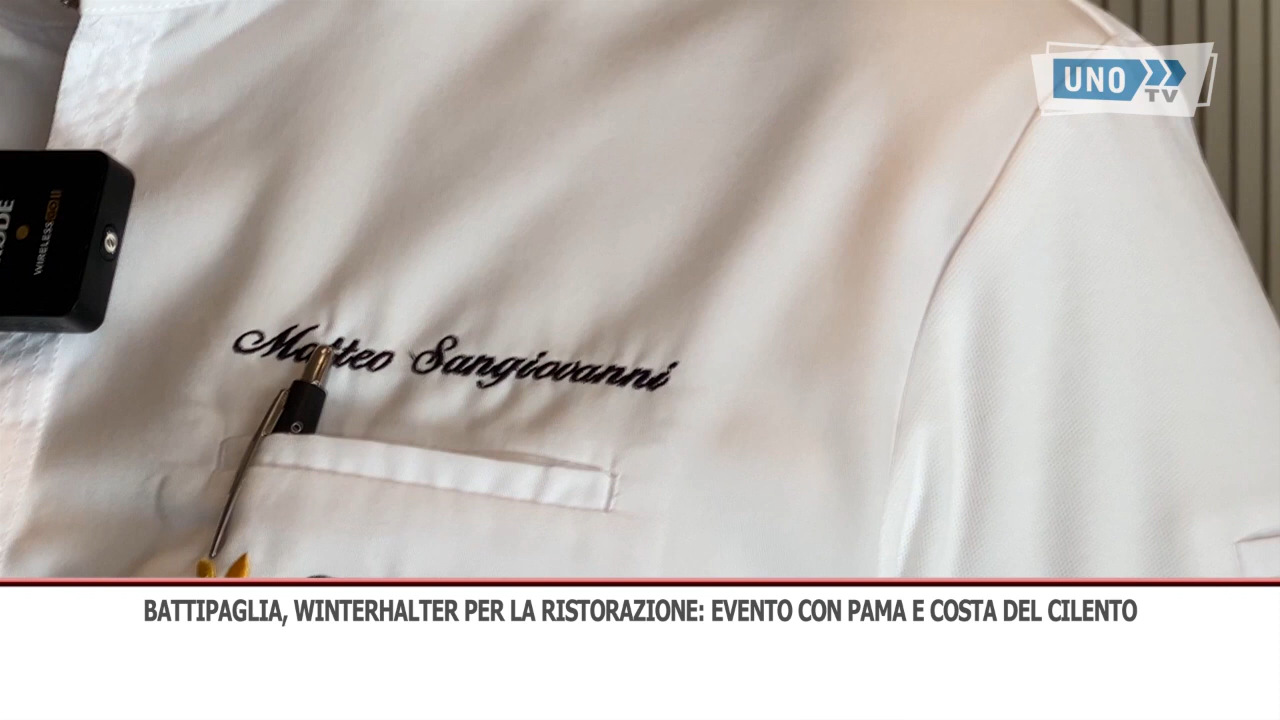 UNO
TV
WIRELESS GO II
Matteo Sangiovanni
BATTIPAGLIA, WINTERHALTER PER LA RISTORAZIONE: EVENTO CON PAMA E COSTA DEL CILENTO